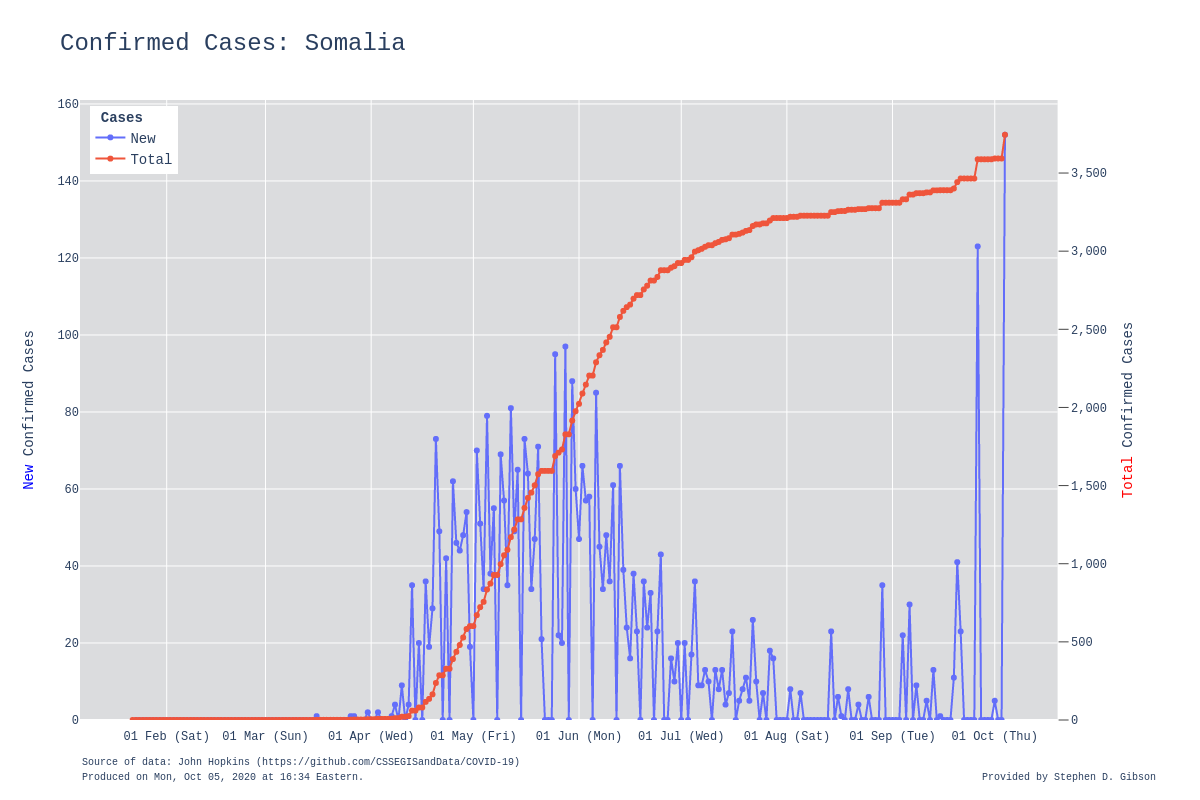 Confirmed Cases: Somalia
Cases
New
Total
160
140
120
100
80
60
40
20
0
3,500
3,000
2,500
2,000
1,500
1,000
500
0
New Confirmed Cases
Total Confirmed Cases
01 Feb (Sat) 01 Mar (Sun) 01 Apr (Wed) 01 May (Fri) 01 Jun (Mon) 01 Jul (Wed) 01 Aug (Sat) 01 Sep (Tue) 01 Oct (Thu)
Source of data: John Hopkins (https://github.com/CSSEGISandData/COVID-19)
Produced on Mon, Oct 05, 2020 at 16:34 Eastern.
Provided by Stephen D. Gibson